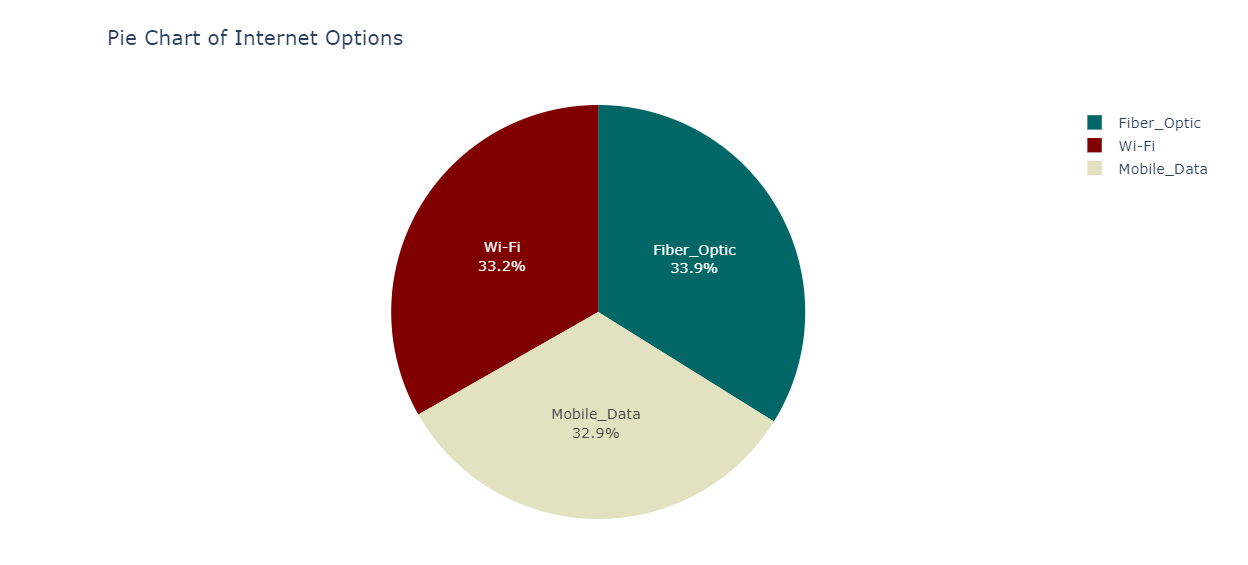 Pie Chart of Internet Options
Fiber_Optic
Wi-Fi
Mobile_Data
Wi-Fi
33.2%
Fiber_Optic
33.9%
Mobile_Data
32.9%